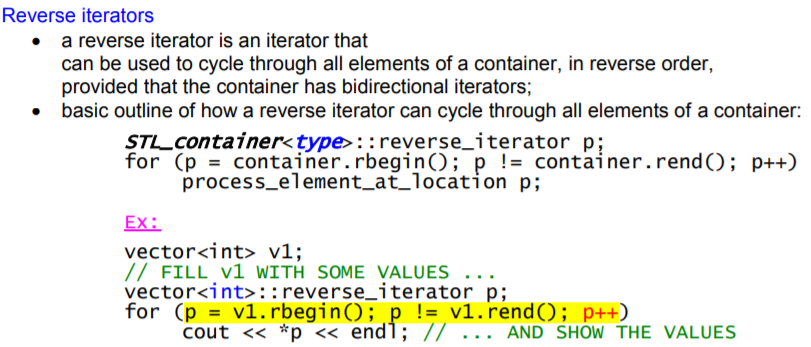 Reverse iterators
• a reverse iterator is an iterator that
can be used to cycle through all elements of a container, in reverse order,
provided that the container has bidirectional iterators;
• basic outline of how a reverse iterator can cycle through all elements of a container:
STL_container<type>::reverse_iterator p;
for (p = container.rbegin(); p != container.rend(); p++)
process_element_at_location p;
Ex:
vector<int> v1;
// FILL v1 WITH SOME VALUES ...
vector<int>::reverse_iterator p;
for (p = v1.rbegin(); p != v1.rend(); p++)
cout << *p << endl; // ... AND SHOW THE VALUES